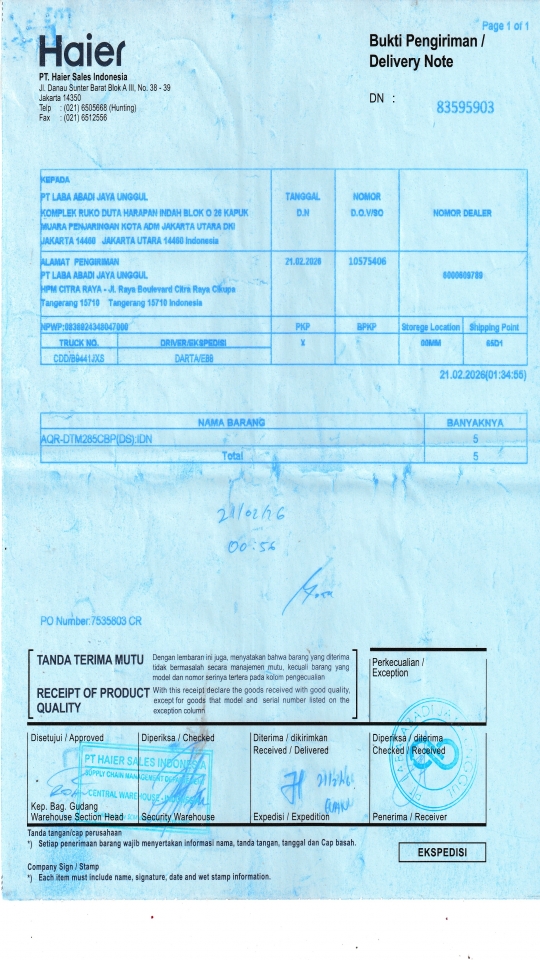 Page 1 of 1
Haier
Bukti Pengiriman /
Delivery Note
PT. Haier Sales Indonesia
Jl. Danau Sunter Barat Blok A III, No. 38 - 39
Jakarta 14350
Telp : (021) 6505668 (Hunting)
Fax : (021) 6512556
DN : 83595903
KEPADA
PT LABA ABADI JAYA UNGGUL TANGGAL NOMOR
KOMPLEK RUKO DUTA HARAPAN INDAH BLOK O 26 KAPUK D.N D.O.V/SO NOMOR DEALER
MUARA PENJARINGAN KOTA ADM JAKARTA UTARA DKI
JAKARTA 14460 JAKARTA UTARA 14460 Indonesia
ALAMAT PENGIRIMAN 21.02.2026 10575406
PT LABA ABADI JAYA UNGGUL
HPM CITRA RAYA - Jl. Raya Boulevard Citra Raya Cikupa
Tangerang 15710 Tangerang 15710 Indonesia
PKP BPKP Storege Location Shipping Point
TRUCK NO. DRIVER/EKSPEDISI X 00MM 65D1
DARTA/EBB
21.02.2026(01:34:55)
NAMA BARANG BANYAKNYA
AQR-DTM285CBP(DS);IDN 5
Total 5
21/02/26
00:56
PO Number:7535803 CR
TANDA TERIMA MUTU
Dengan lembaran ini juga, menyatakan bahwa barang yang diterima
tidak bermasalah secara manajemen mutu, kecuali barang yang
model dan nomor serinya tertera pada kolom pengecualian
RECEIPT OF PRODUCT
QUALITY
With this receipt declare the goods received with good quality,
except for goods that model and serial number listed on the
exception column
Perkecualian /
Exception
Disetujui / Approved
Diperiksa / Checked
Diterima / dikirimkan
Received / Delivered
Diperiksa / diterima
Checked / Received
PT HAIER SALES INDONESIA
Kep. Bag. Gudang
Warehouse Section Head
Security Warehouse
Expedisi / Expedition
Penerima / Receiver
Tanda tangan/cap perusahaan
*) Setiap penerimaan barang wajib menyertakan informasi nama, tanda tangan, tanggal dan Cap basah.
EKSPEDISI
Company Sign / Stamp
*) Each item must include name, signature, date and wet stamp information.